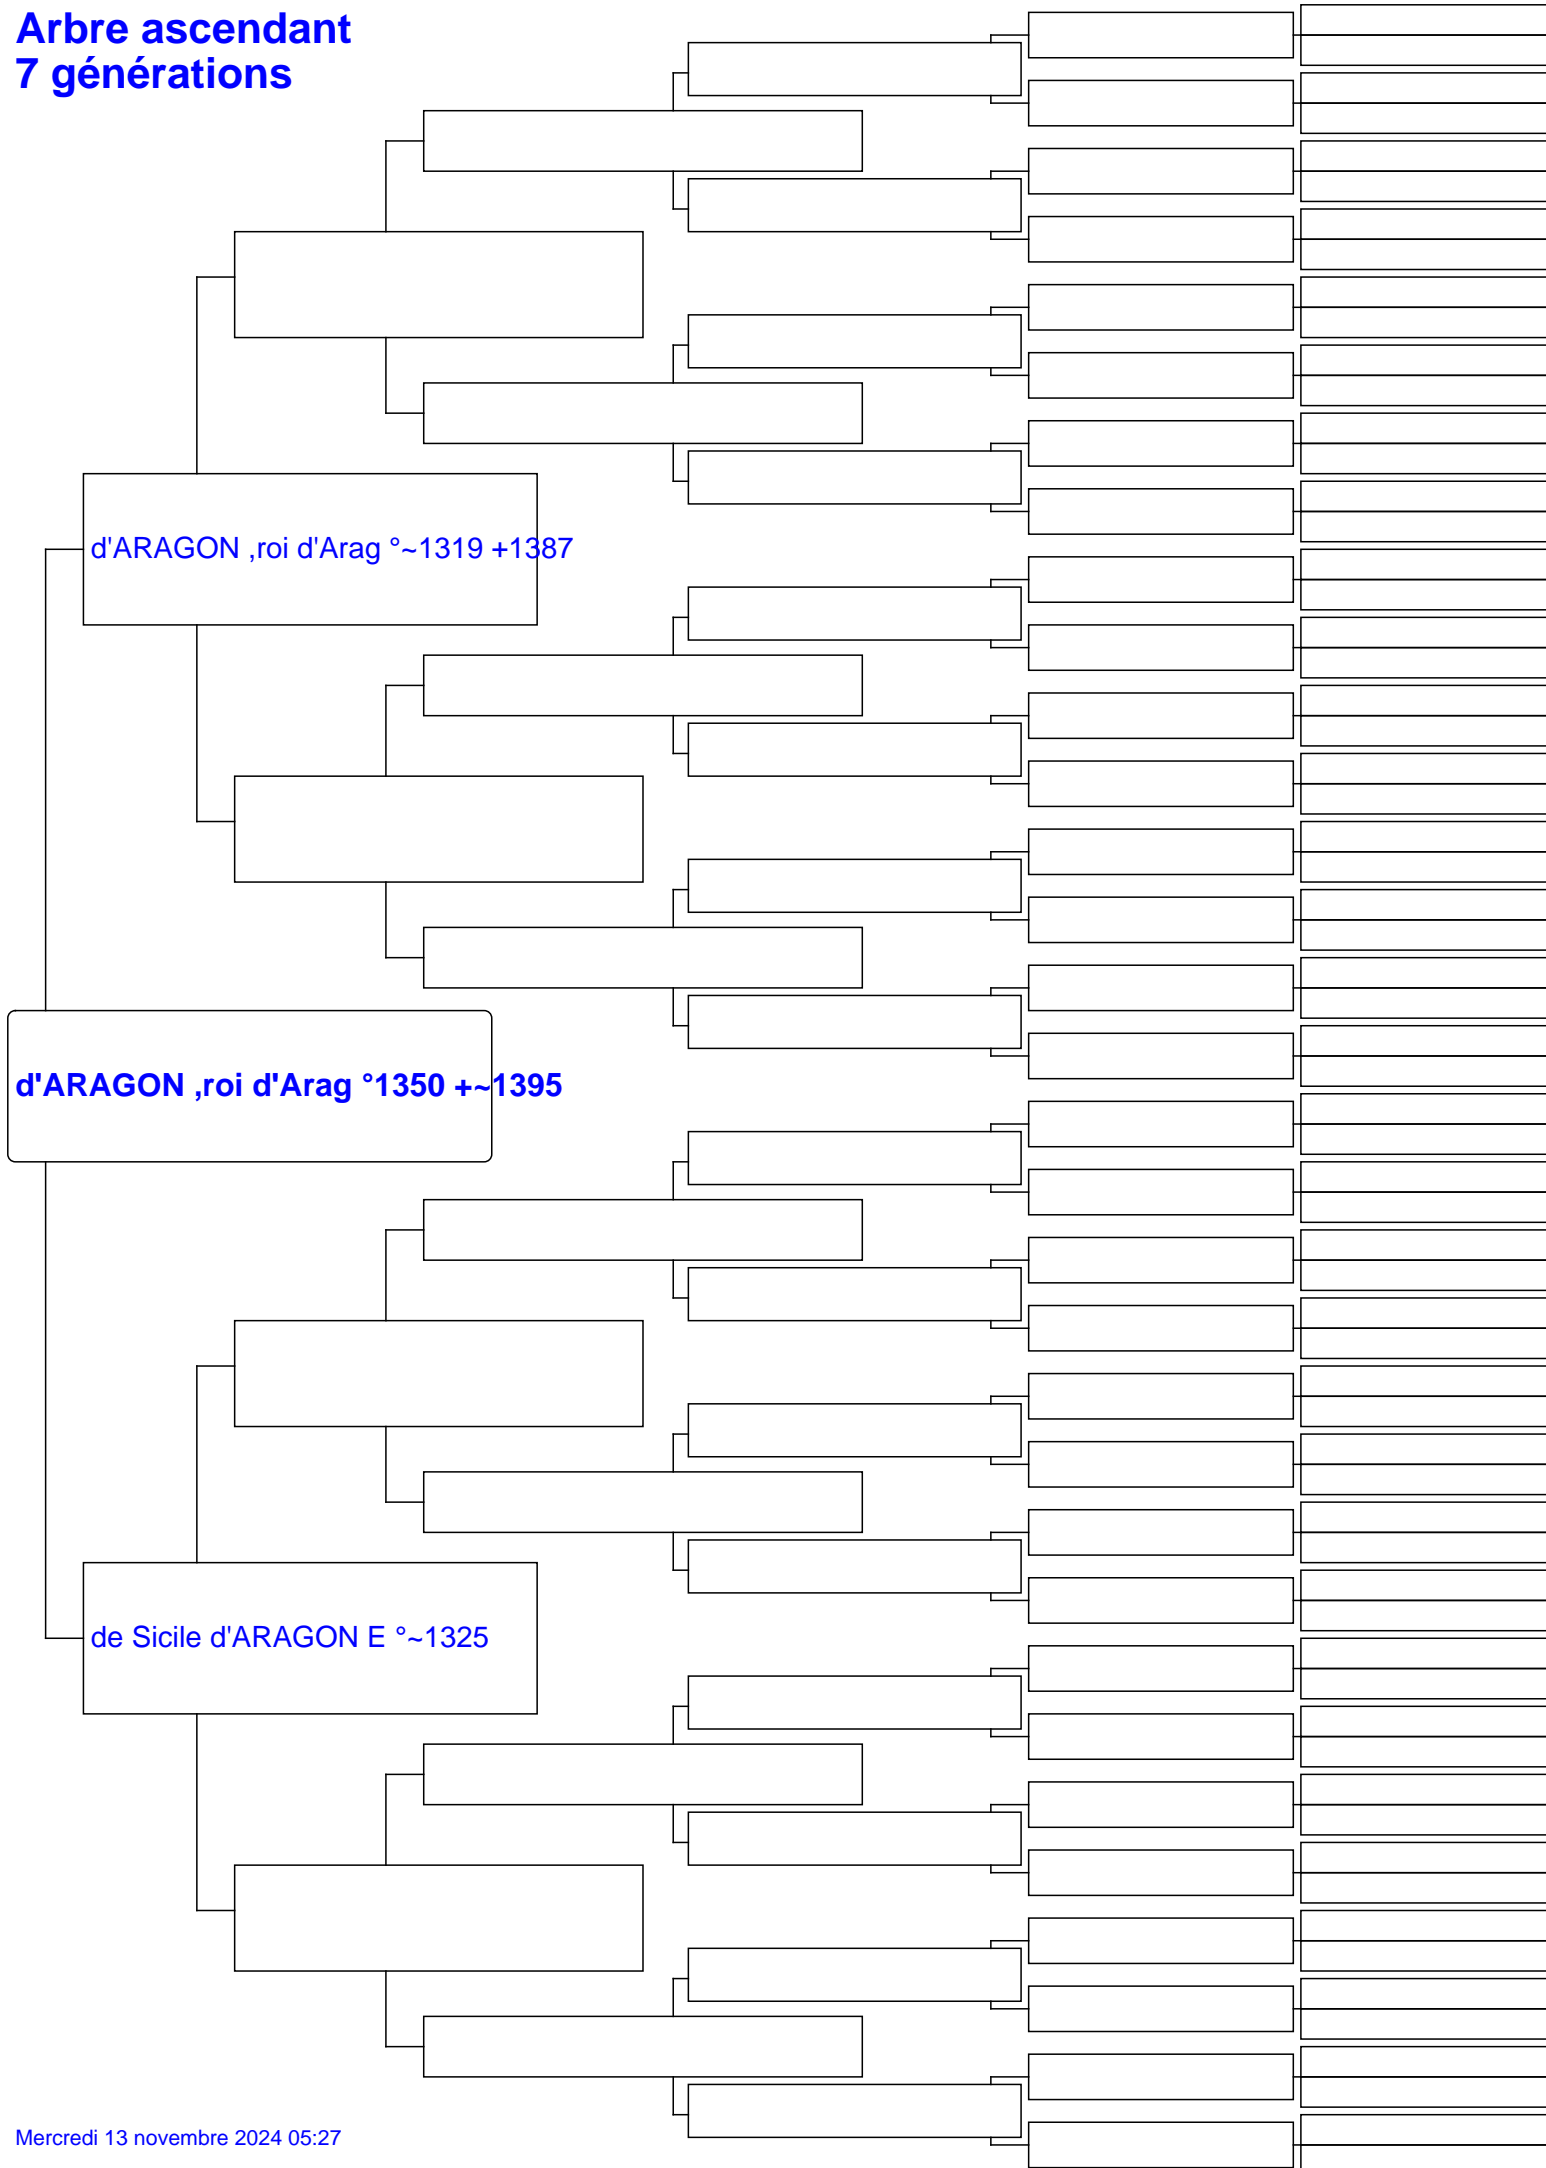 Arbre ascendant
7 générations
d'ARAGON ,roi d'Arag °~1319 +1387
d'ARAGON ,roi d'Arag °1350 +~1395
de Sicile d'ARAGON E °~1325
Mercredi 13 novembre 2024 05:27